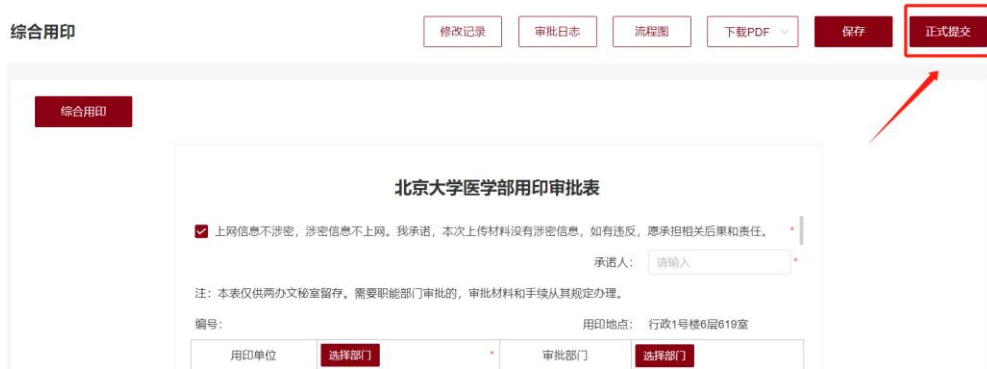 综合用印 修改记录 审批日志 流程图 下载PDF 保存 正式提交
综合用印
北京大学医学部用印审批表
上网信息不涉密，涉密信息不上网。我承诺，本次上传材料没有涉密信息，如有违反，愿承担相关后果和责任。 *
承诺人： 请输入 *
注：本表仅供两办文秘室留存。需要职能部门审批的，审批材料和手续从其规定办理。
编号： 用印地点： 行政1号楼6层619室
用印单位 选择部门 * 审批部门 选择部门